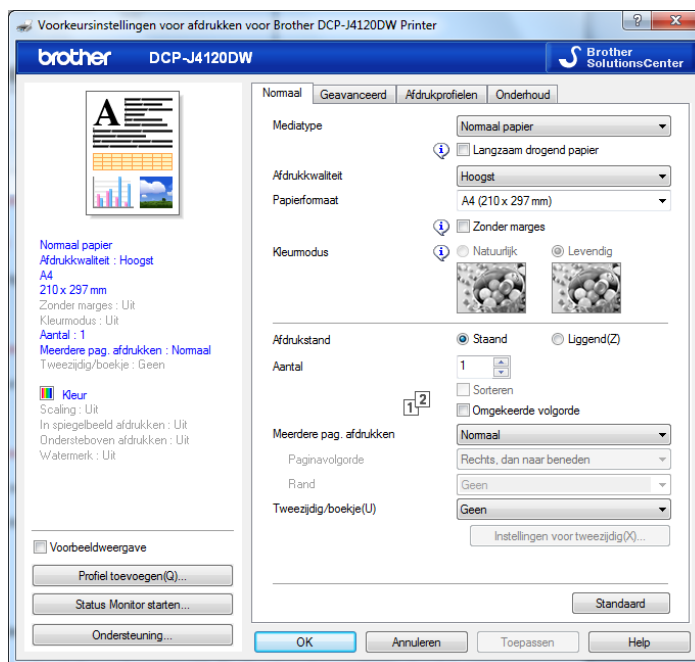 Voorkeursinstellingen voor afdrukken voor Brother DCP-J4120DW Printer
brother DCP-J4120DW
Brother
SolutionsCenter
A
Normaal papier
Afdrukkwaliteit : Hoogst
A4
210 x 297 mm
Zonder marges : Uit
Kleurmodus : Uit
Aantal : 1
Meerdere pag. afdrukken : Normaal
Tweezijdig/boekje : Geen
Kleur
Scaling : Uit
In spiegelbeeld afdrukken : Uit
Ondersteboven afdrukken : Uit
Watermerk : Uit
Voorbeeldweergave
Profiel toevoegen(Q)...
Status Monitor starten...
Ondersteuning...
Normaal Geavanceerd Afdrukprofielen Onderhoud
Mediatype Normaal papier
Langzaam drogend papier
Afdrukkwaliteit Hoogst
Papierformaat A4 (210 x 297 mm)
Zonder marges
Kleurmodus Natuurlijk Levendig
Afdrukstand Staand Liggend(Z)
Aantal 1
Sorteren
1 2
Omgekeerde volgorde
Meerdere pag. afdrukken Normaal
Paginavolgorde Rechts, dan naar beneden
Rand Geen
Tweezijdig/boekje(U) Geen
Instellingen voor tweezijdig(X)...
Standaard
OK Annuleren Toepassen Help